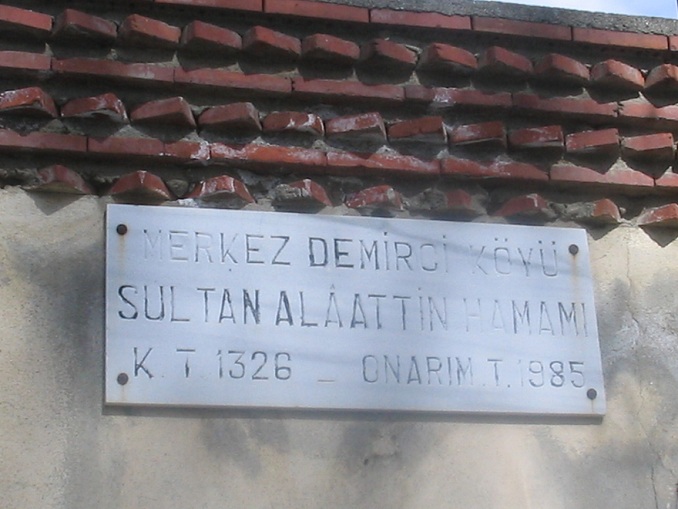 MERKEZ DEMİRCİ KÖYÜ
SULTAN ALÂATTİN HAMAMI
K.T. 1326 - ONARIM.T.1985